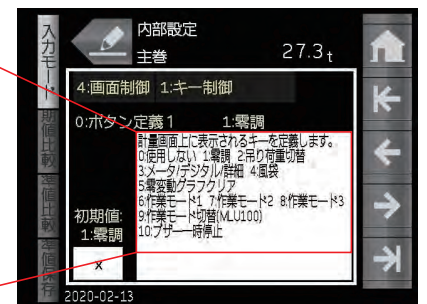 入力モード
期値比較
準値比較
準値保存
内部設定
主巻
27.3t
4:画面制御 1:キー制御
0:ボタン定義1 1:零調
計量画面上に表示されるキーを定義します。
0:使用しない 1:零調 2:吊り荷重切替
3:メータ/デジタル/詳細 4:風袋
5:零変動グラフクリア
6:作業モード1 7:作業モード2 8:作業モード3
9:作業モード切替(MLU100)
10:ブザー一時停止
初期値:
1:零調
x
2020-02-13